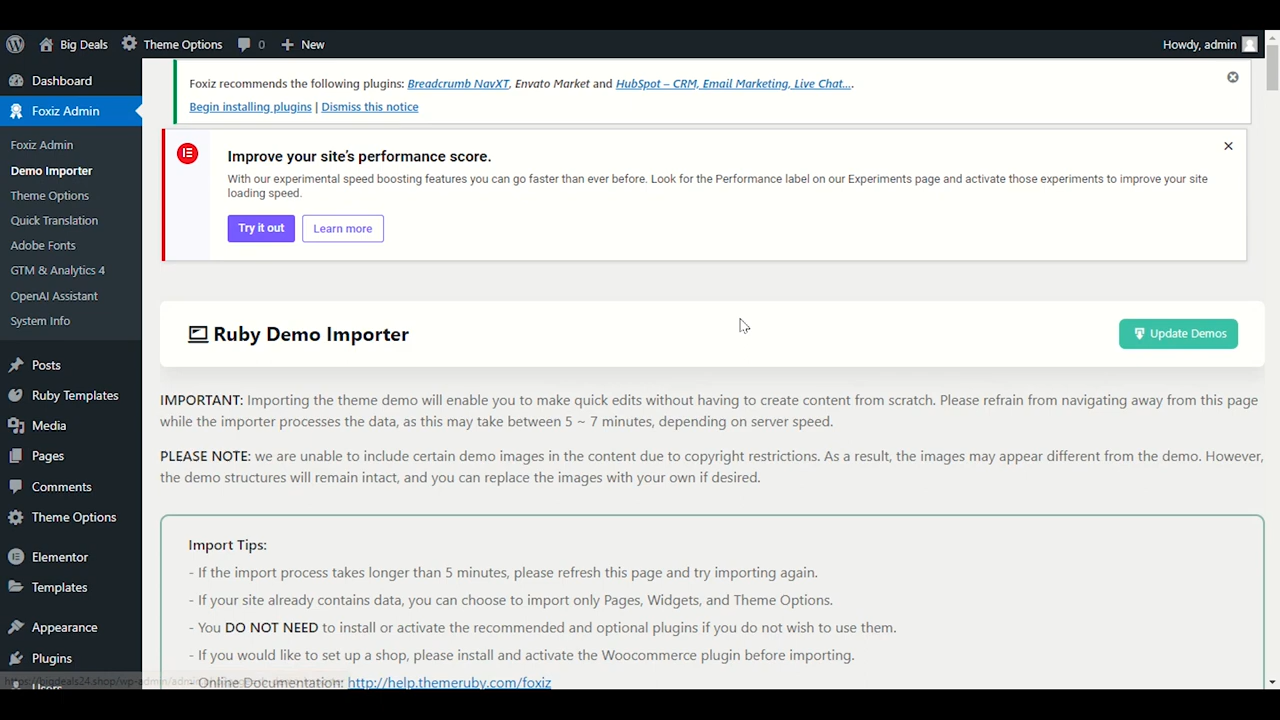 Big Deals
Theme Options
0
New
Howdy, admin
Dashboard
Foxiz Admin
Foxiz Admin
Demo Importer
Theme Options
Quick Translation
Adobe Fonts
GTM & Analytics 4
OpenAI Assistant
System Info
Posts
Ruby Templates
Media
Pages
Comments
Theme Options
Elementor
Templates
Appearance
Plugins
Users
Foxiz recommends the following plugins: Breadcrumb NavXT, Envato Market and HubSpot – CRM, Email Marketing, Live Chat....
Begin installing plugins | Dismiss this notice
Improve your site's performance score.
With our experimental speed boosting features you can go faster than ever before. Look for the Performance label on our Experiments page and activate those experiments to improve your site
loading speed.
Try it out
Learn more
Ruby Demo Importer
Update Demos
IMPORTANT: Importing the theme demo will enable you to make quick edits without having to create content from scratch. Please refrain from navigating away from this page
while the importer processes the data, as this may take between 5 ~ 7 minutes, depending on server speed.
PLEASE NOTE: we are unable to include certain demo images in the content due to copyright restrictions. As a result, the images may appear different from the demo. However,
the demo structures will remain intact, and you can replace the images with your own if desired.
Import Tips:
- If the import process takes longer than 5 minutes, please refresh this page and try importing again.
- If your site already contains data, you can choose to import only Pages, Widgets, and Theme Options.
- You DO NOT NEED to install or activate the recommended and optional plugins if you do not wish to use them.
- If you would like to set up a shop, please install and activate the Woocommerce plugin before importing.
- Online Documentation: http://help.themeruby.com/foxiz